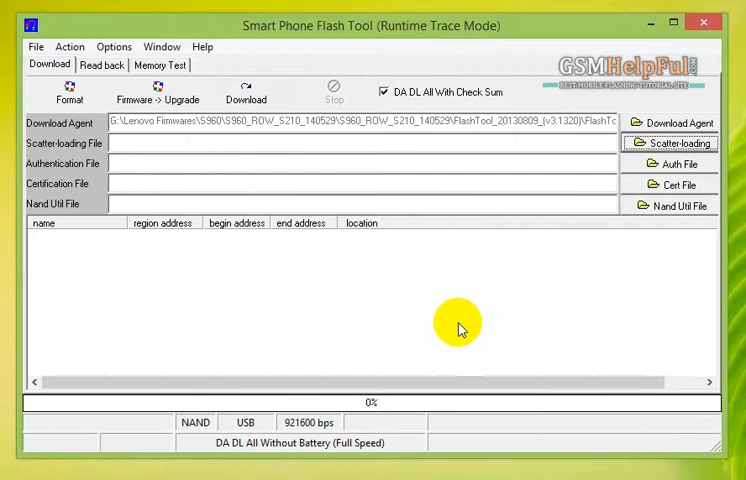 Smart Phone Flash Tool (Runtime Trace Mode)
File Action Options Window Help
Download Read back Memory Test
GSMHelpFul.com
BEST MOBILE FLASHING TUTORIAL SITE
Format Firmware -> Upgrade Download Stop DA DL All With Check Sum
Download Agent G:\Lenovo Firmwares\S960\S960_ROW_S210_140529\S960_ROW_S210_140529\FlashTool_20130809_(v3.1320)\FlashTc Download Agent
Scatter-loading File Scatter-loading
Authentication File Auth File
Certification File Cert File
Nand Util File Nand Util File
name region address begin address end address location
0%
NAND USB 921600 bps
DA DL All Without Battery (Full Speed)